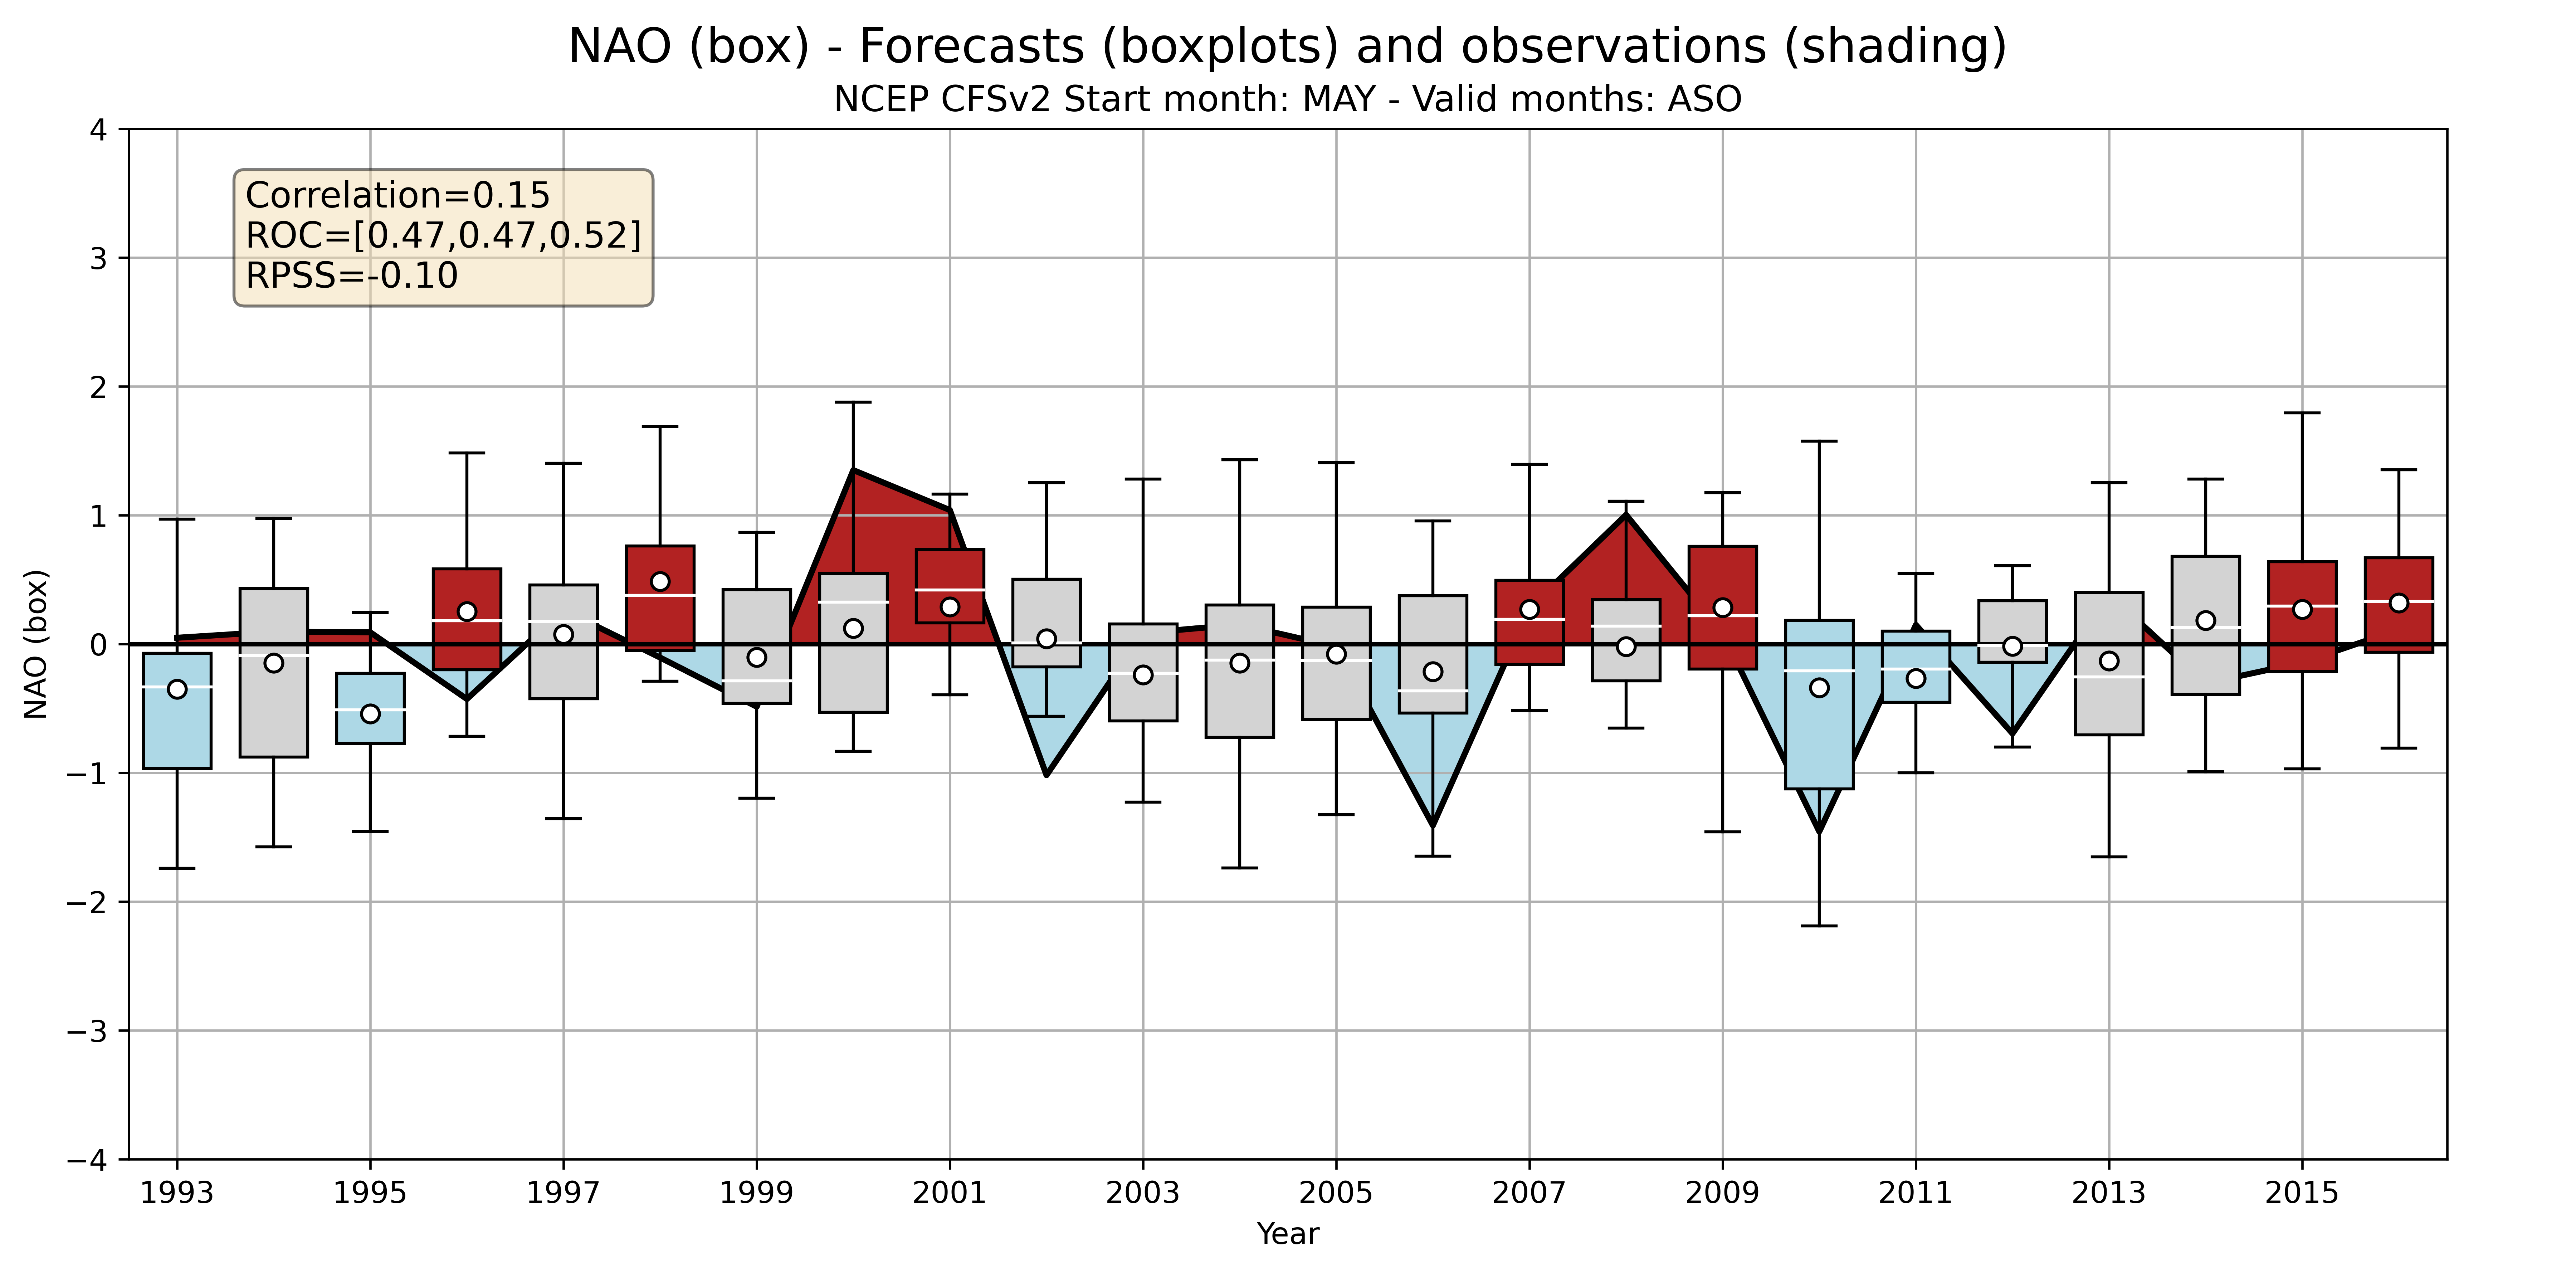 NAO (box) - Forecasts (boxplots) and observations (shading)
NCEP CFSv2 Start month: MAY - Valid months: ASO
Correlation=0.15
ROC=[0.47,0.47,0.52]
RPSS=-0.10
4
3
2
1
0
−1
−2
−3
−4
NAO (box)
1993 1995 1997 1999 2001 2003 2005 2007 2009 2011 2013 2015
Year